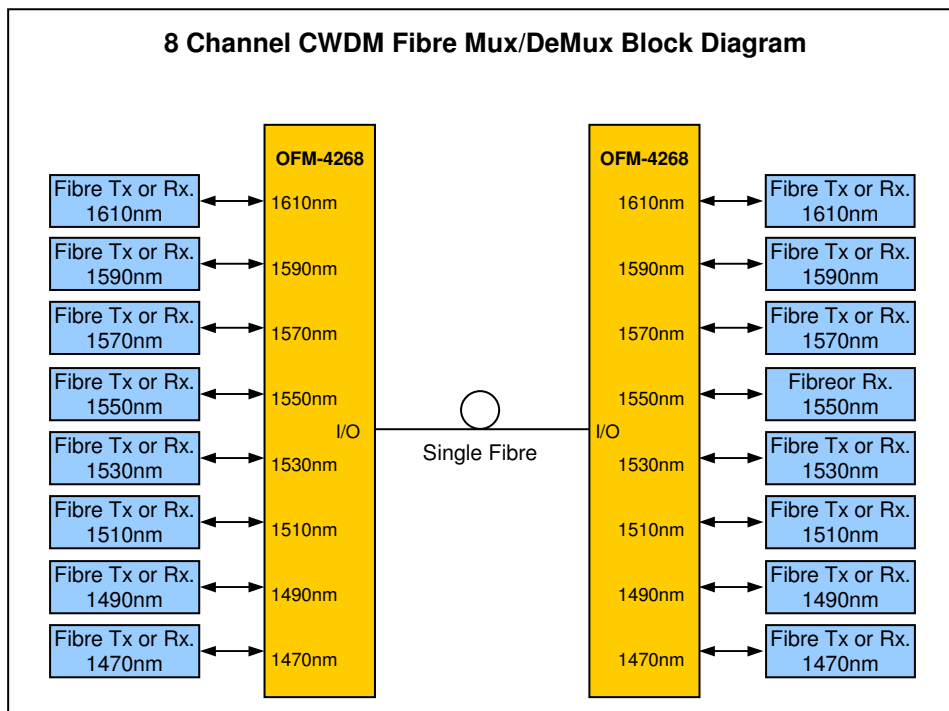 8 Channel CWDM Fibre Mux/DeMux Block Diagram
OFM-4268
OFM-4268
Fibre Tx or Rx.
1610nm
1610nm
1610nm
Fibre Tx or Rx.
1610nm
Fibre Tx or Rx.
1590nm
1590nm
1590nm
Fibre Tx or Rx.
1590nm
Fibre Tx or Rx.
1570nm
1570nm
1570nm
Fibre Tx or Rx.
1570nm
Fibre Tx or Rx.
1550nm
1550nm
1550nm
Fibreor Rx.
1550nm
I/O
Single Fibre
I/O
Fibre Tx or Rx.
1530nm
1530nm
1530nm
Fibre Tx or Rx.
1530nm
Fibre Tx or Rx.
1510nm
1510nm
1510nm
Fibre Tx or Rx.
1510nm
Fibre Tx or Rx.
1490nm
1490nm
1490nm
Fibre Tx or Rx.
1490nm
Fibre Tx or Rx.
1470nm
1470nm
1470nm
Fibre Tx or Rx.
1470nm